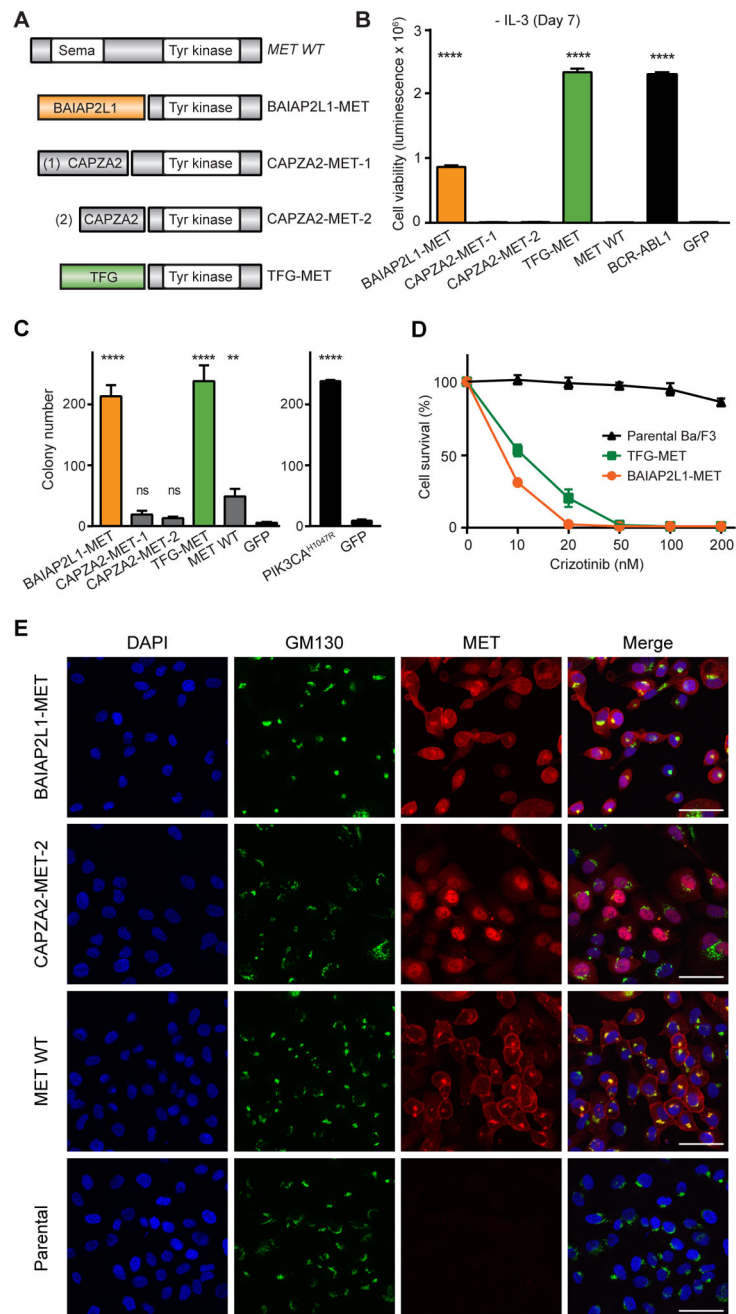 A
Sema
Tyr kinase
MET WT
BAIAP2L1
Tyr kinase
BAIAP2L1-MET
(1) CAPZA2
Tyr kinase
CAPZA2-MET-1
(2) CAPZA2
Tyr kinase
CAPZA2-MET-2
TFG
Tyr kinase
TFG-MET
B
- IL-3 (Day 7)
Cell viability (luminescence x 10⁶)
3
2
1
0
****
****
****
BAIAP2L1-MET
CAPZA2-MET-1
CAPZA2-MET-2
TFG-MET
MET WT
BCR-ABL1
GFP
C
Colony number
200
100
0
****
ns
ns
****
**
****
BAIAP2L1-MET
CAPZA2-MET-1
CAPZA2-MET-2
TFG-MET
MET WT
GFP
PIK3CAᴴ¹⁰⁴⁷ᴿ
GFP
D
Cell survival (%)
100
50
0
Parental Ba/F3
TFG-MET
BAIAP2L1-MET
0 10 20 50 100 200
Crizotinib (nM)
E
DAPI GM130 MET Merge
BAIAP2L1-MET
CAPZA2-MET-2
MET WT
Parental